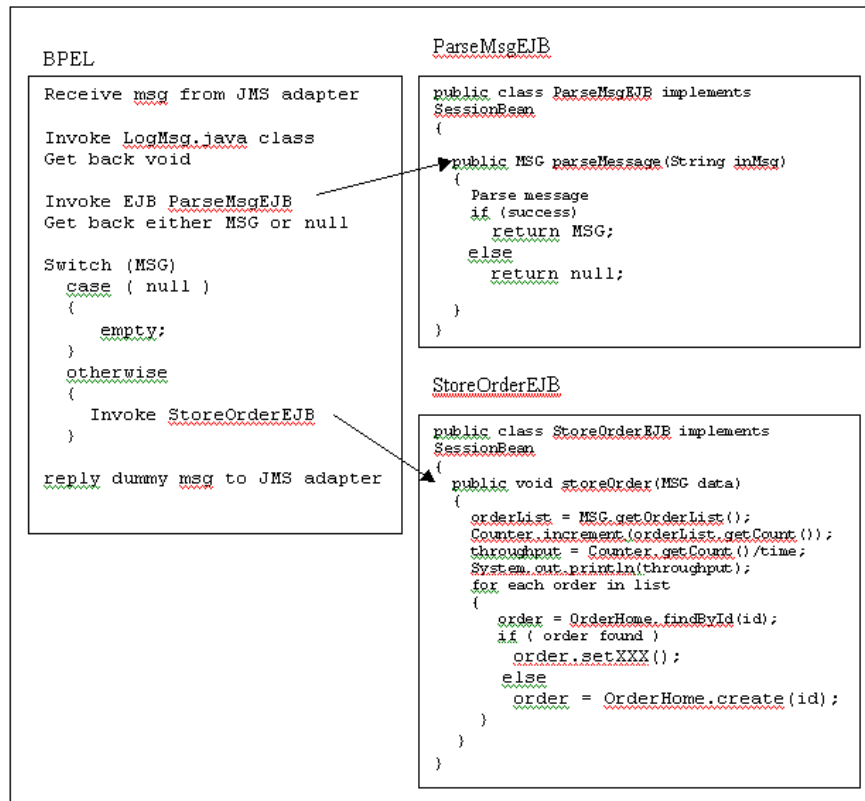 BPEL
Receive msg from JMS adapter
Invoke LogMsg.java class
Get back void
Invoke EJB ParseMsgEJB
Get back either MSG or null
Switch (MSG)
case ( null )
{
empty;
}
otherwise
{
Invoke StoreOrderEJB
}
reply dummy msg to JMS adapter
ParseMsgEJB
public class ParseMsgEJB implements
SessionBean
{
public MSG parseMessage(String inMsg)
{
Parse message
if (success)
return MSG;
else
return null;
}
}
StoreOrderEJB
public class StoreOrderEJB implements
SessionBean
{
public void storeOrder(MSG data)
{
orderList = MSG.getOrderList();
Counter.increment(orderList.getCount());
throughput = Counter.getCount()/time;
System.out.println(throughput);
for each order in list
{
order = OrderHome.findById(id);
if ( order found )
order.setXXX();
else
order = OrderHome.create(id);
}
}
}